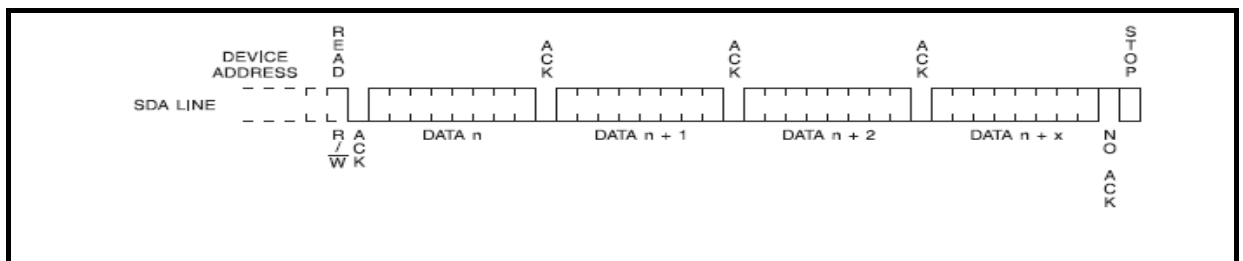 DEVICE
ADDRESS
READ
ACK
ACK
ACK
STOP
SDA LINE
R/W
ACK
DATA n
DATA n + 1
DATA n + 2
DATA n + x
NO ACK